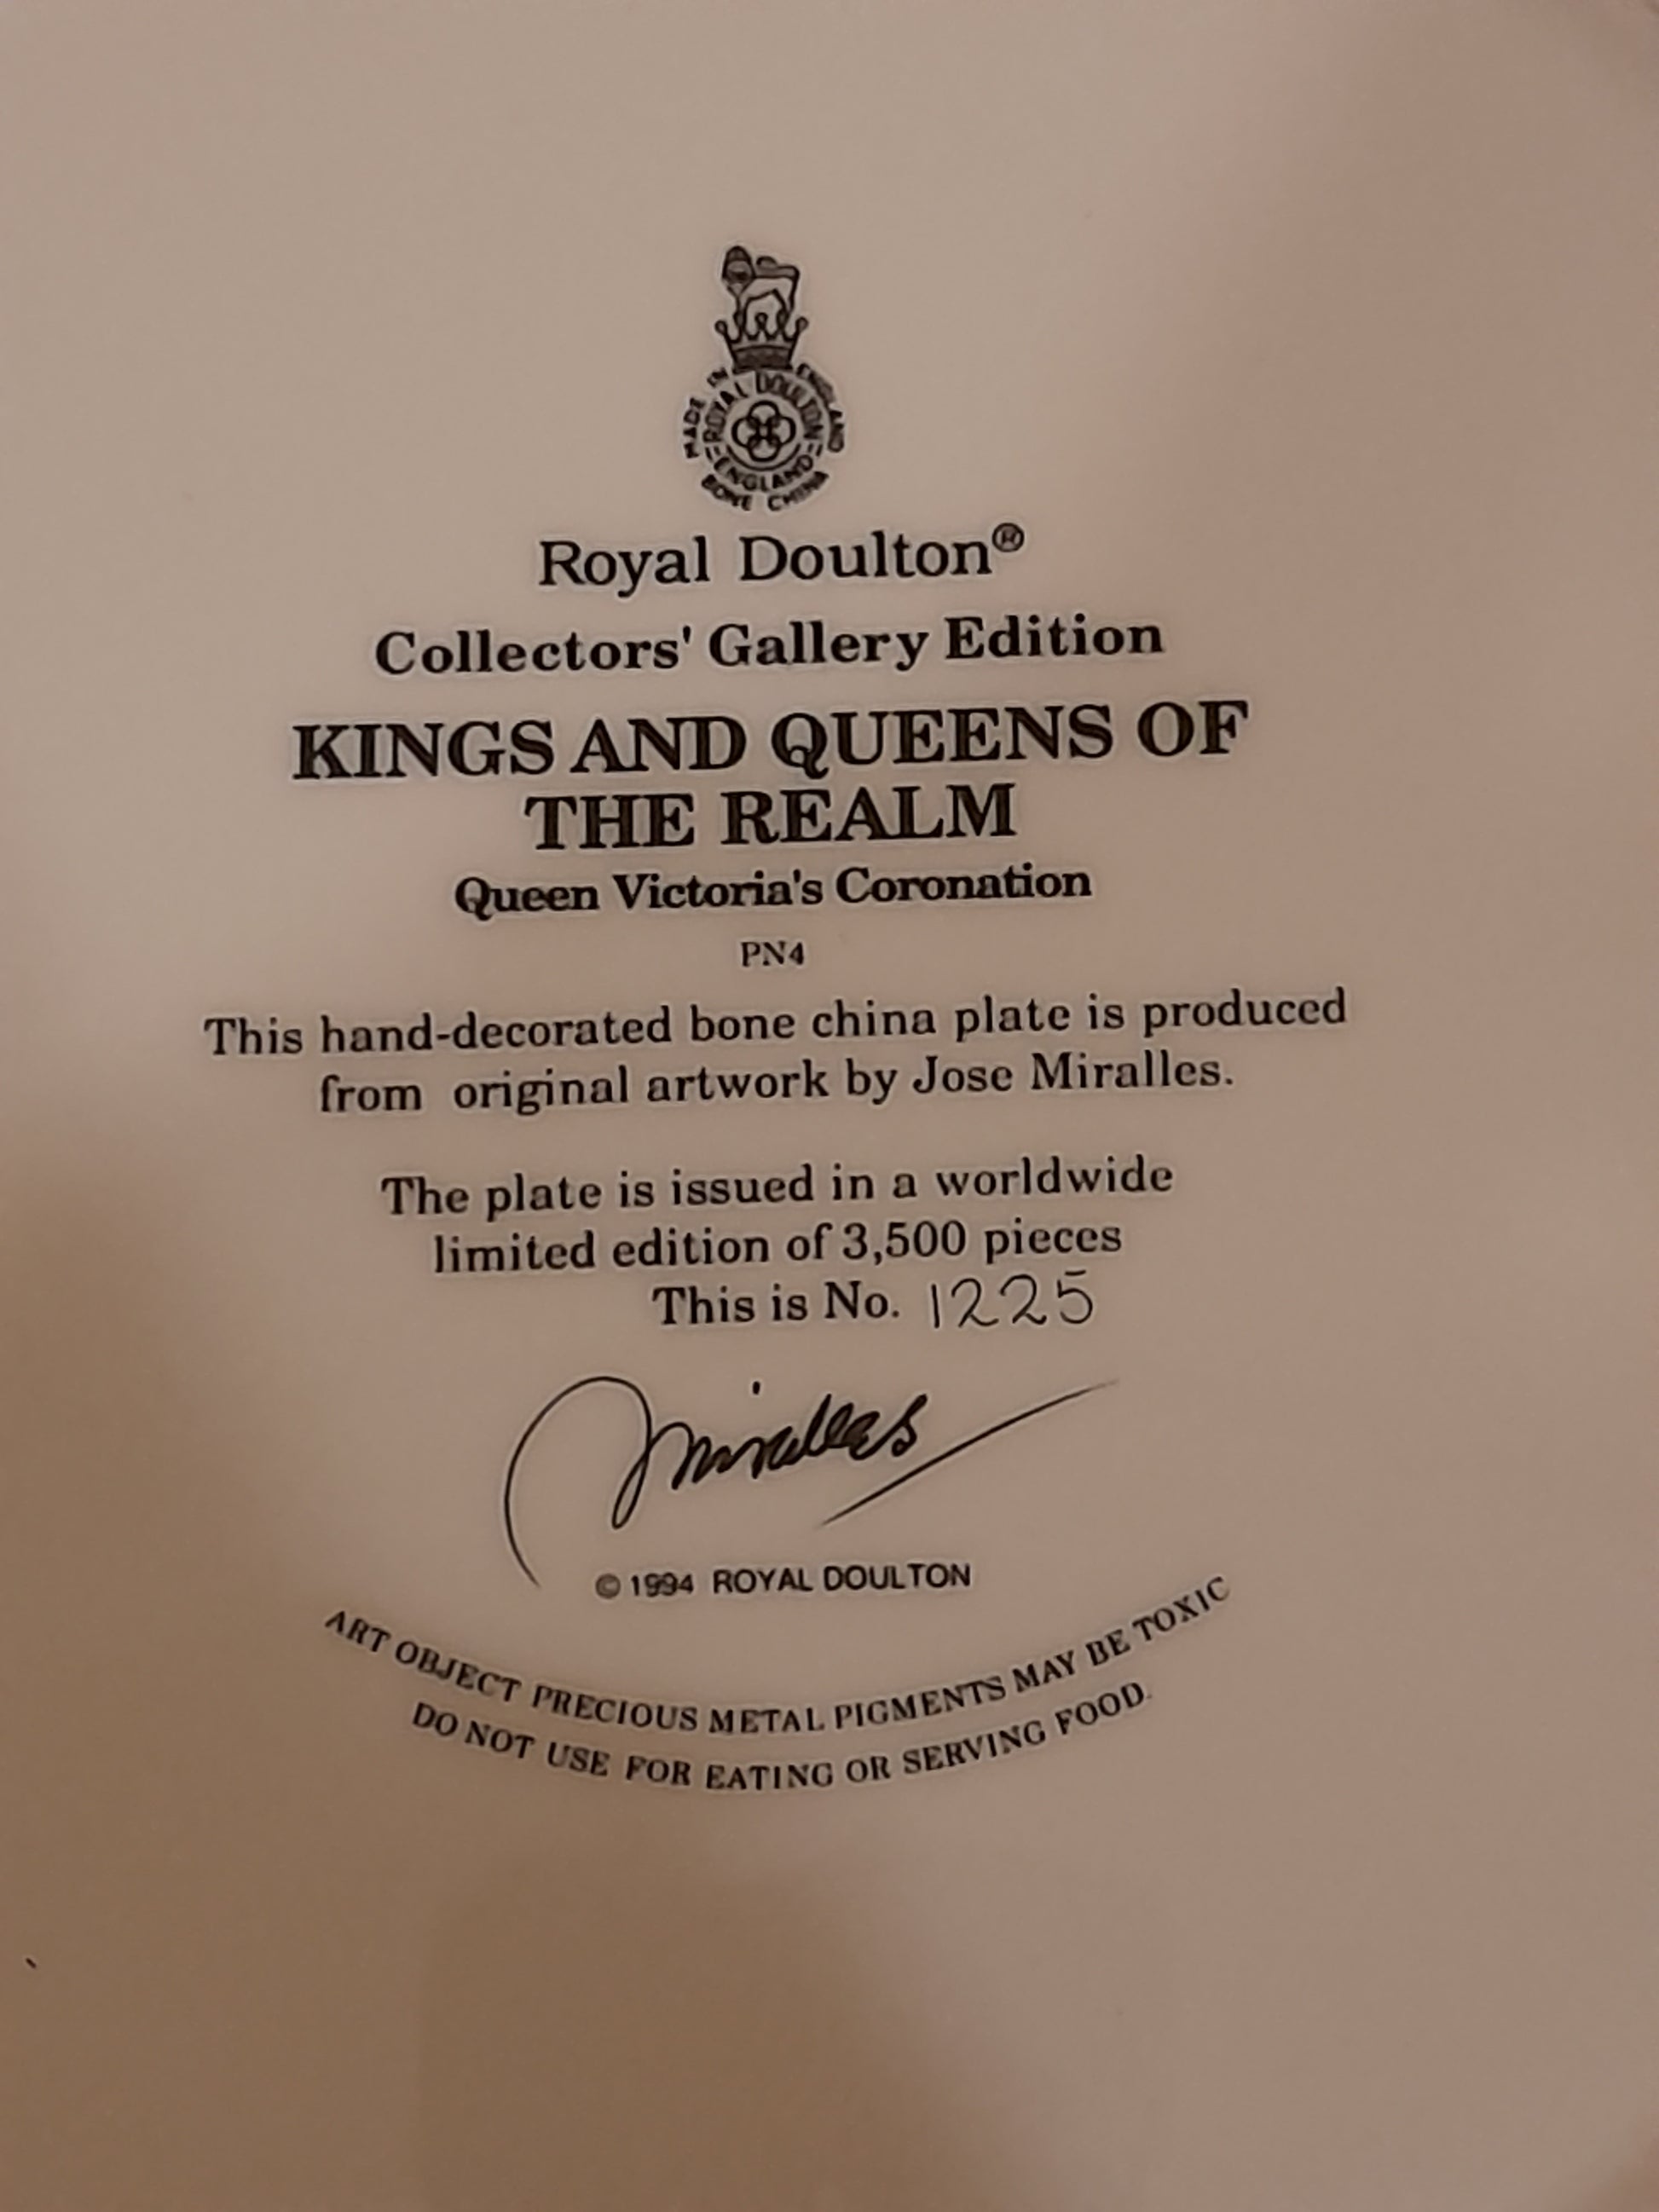 MADE IN ENGLAND
ROYAL DOULTON
ENGLAND
BONE CHINA
Royal Doulton®
Collectors' Gallery Edition
KINGS AND QUEENS OF
THE REALM
Queen Victoria's Coronation
PN4
This hand-decorated bone china plate is produced
from original artwork by Jose Miralles.
The plate is issued in a worldwide
limited edition of 3,500 pieces
This is No. 1225
Miralles
© 1994 ROYAL DOULTON
ART OBJECT PRECIOUS METAL PIGMENTS MAY BE TOXIC
DO NOT USE FOR EATING OR SERVING FOOD.